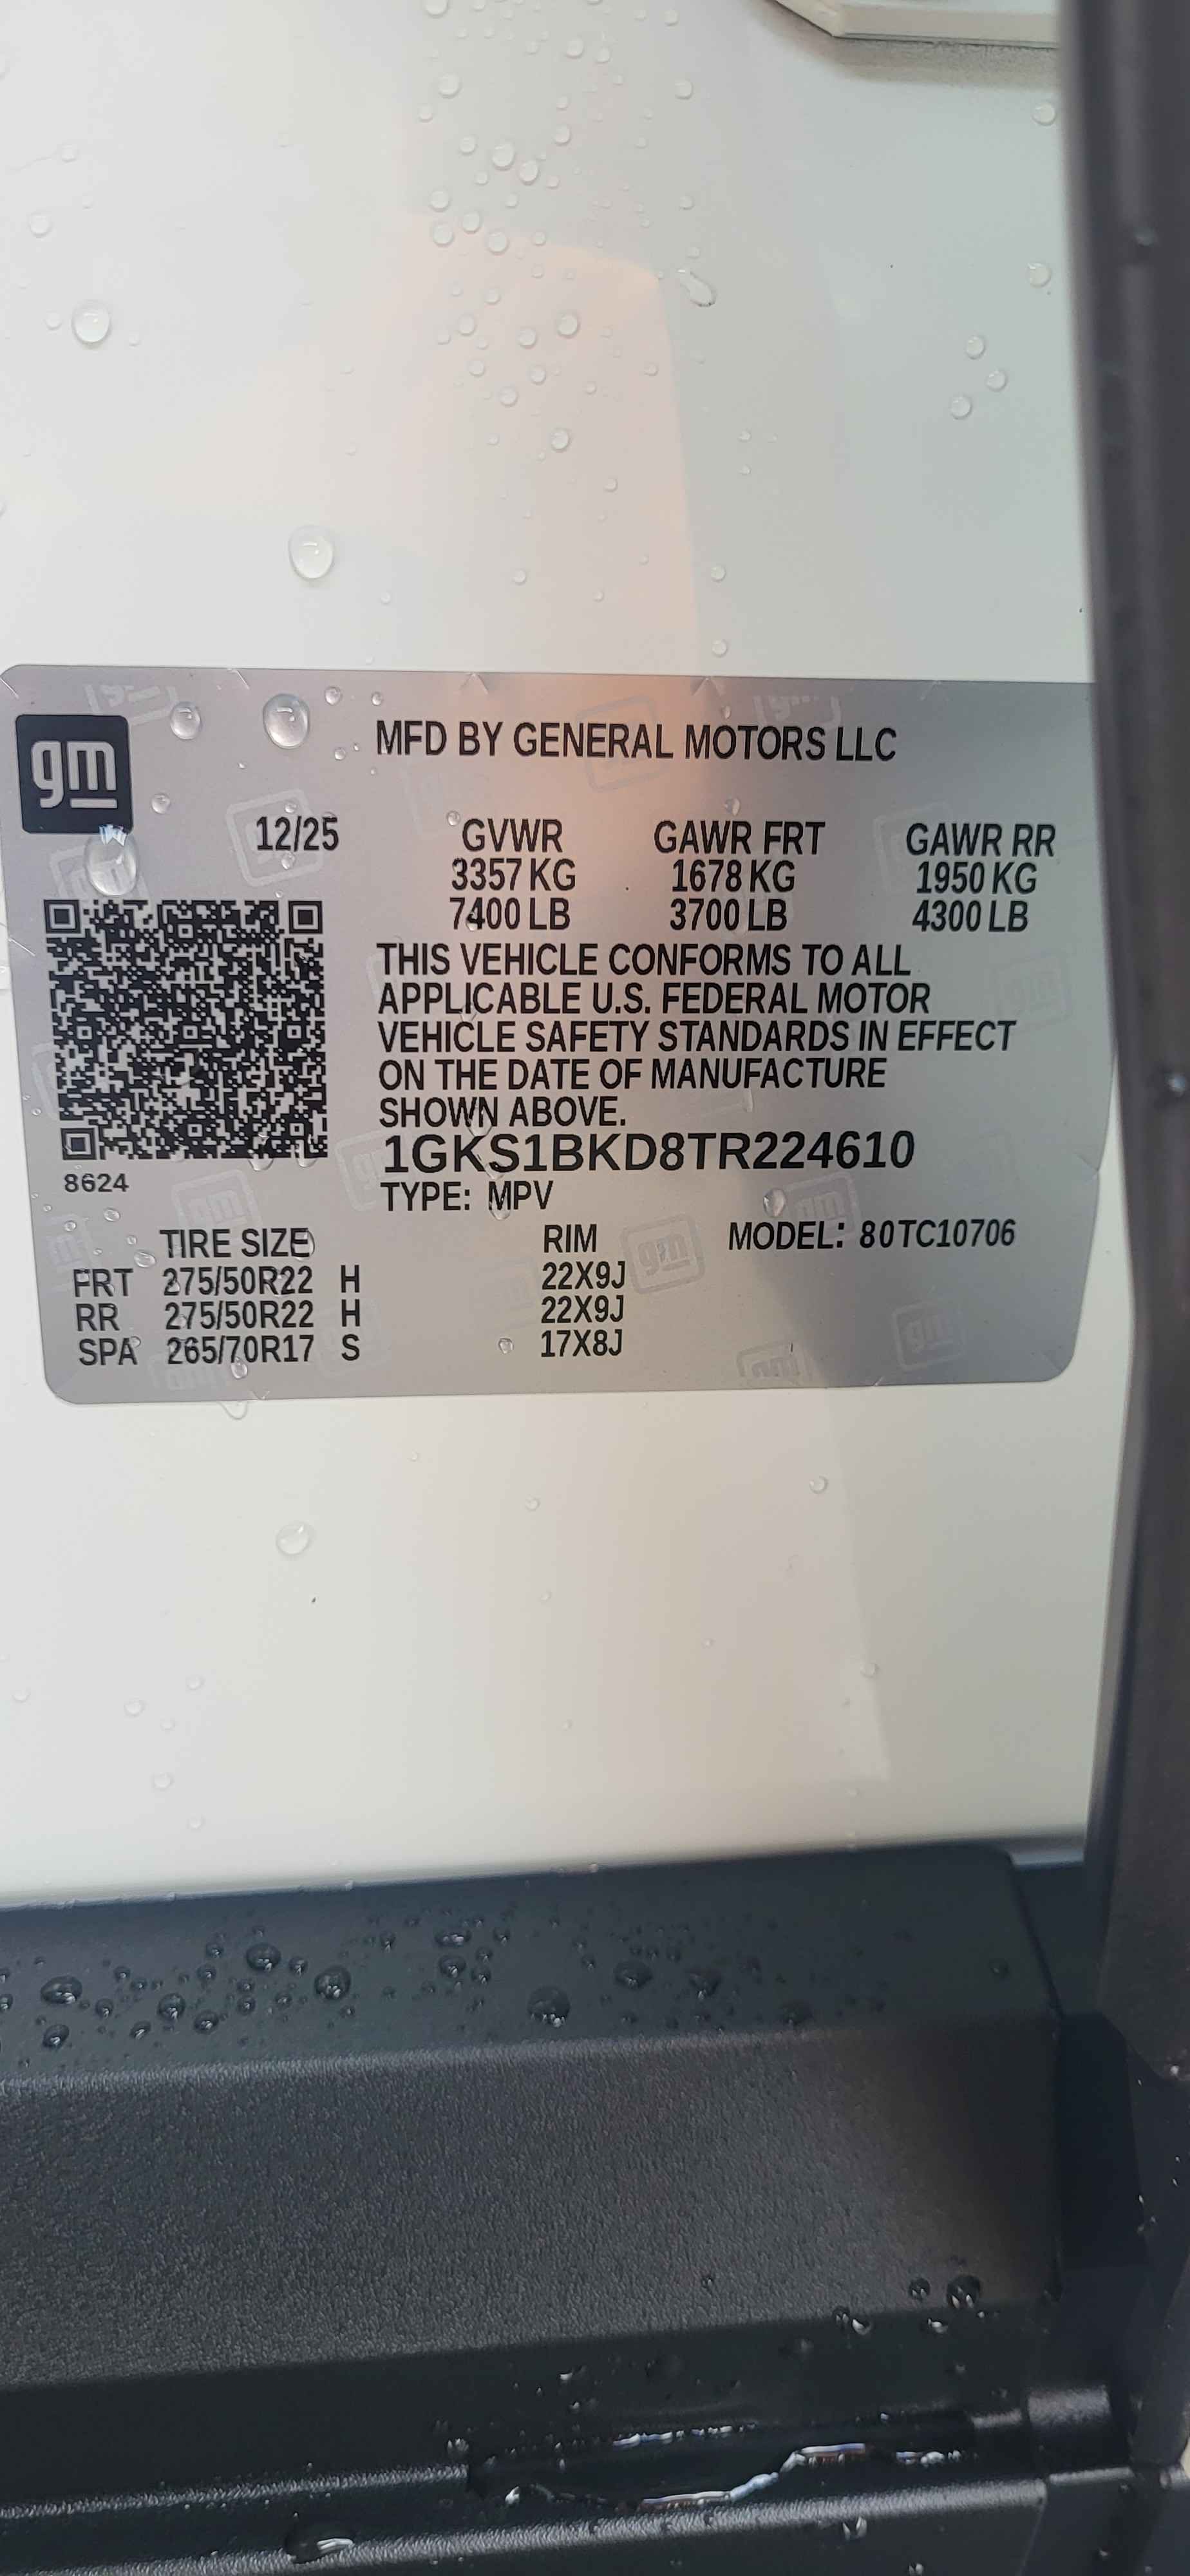 gm
MFD BY GENERAL MOTORS LLC
12/25 GVWR GAWR FRT GAWR RR
3357 KG 1678 KG 1950 KG
7400 LB 3700 LB 4300 LB
THIS VEHICLE CONFORMS TO ALL
APPLICABLE U.S. FEDERAL MOTOR
VEHICLE SAFETY STANDARDS IN EFFECT
ON THE DATE OF MANUFACTURE
SHOWN ABOVE.
1GKS1BKD8TR224610
8624
TYPE: MPV
TIRE SIZE RIM MODEL: 80TC10706
FRT 275/50R22 H 22X9J
RR 275/50R22 H 22X9J
SPA 265/70R17 S 17X8J